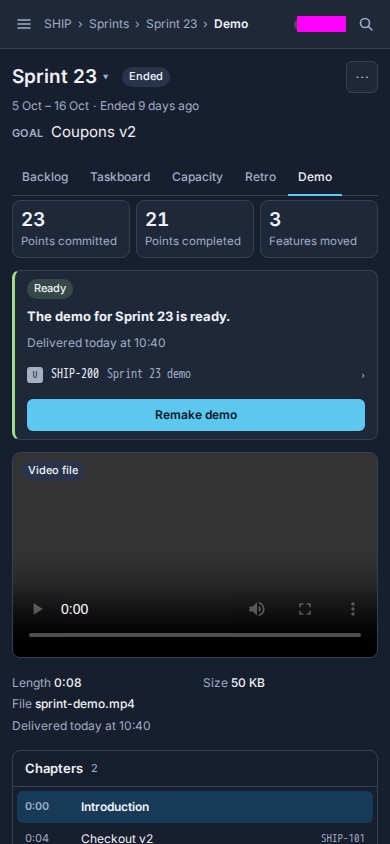 SHIP › Sprints › Sprint 23 › Demo
Sprint 23 ▾ Ended ...
5 Oct – 16 Oct · Ended 9 days ago
GOAL Coupons v2
Backlog Taskboard Capacity Retro Demo
23 21 3
Points committed Points completed Features moved
Ready
The demo for Sprint 23 is ready.
Delivered today at 10:40
U SHIP-200 Sprint 23 demo ›
Remake demo
Video file
0:00
Length 0:08 Size 50 KB
File sprint-demo.mp4
Delivered today at 10:40
Chapters 2
0:00 Introduction
0:04 Checkout v2 SHIP-101